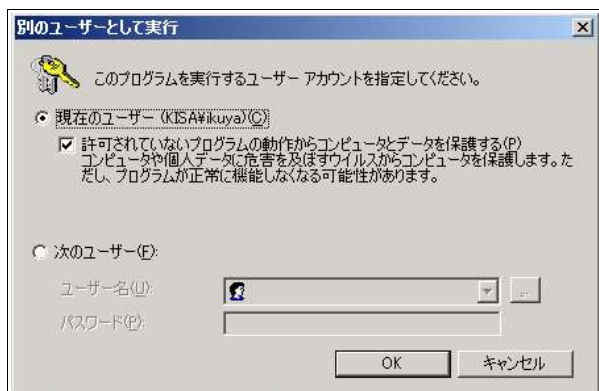 別のユーザーとして実行
このプログラムを実行するユーザー アカウントを指定してください。
現在のユーザー (KISA¥ikuya)(C)
許可されていないプログラムの動作からコンピュータとデータを保護する(P)
コンピュータや個人データに危害を及ぼすウイルスからコンピュータを保護します。た
だし、プログラムが正常に機能しなくなる可能性があります。
次のユーザー(F):
ユーザー名(U):
...
パスワード(P):
OK キャンセル